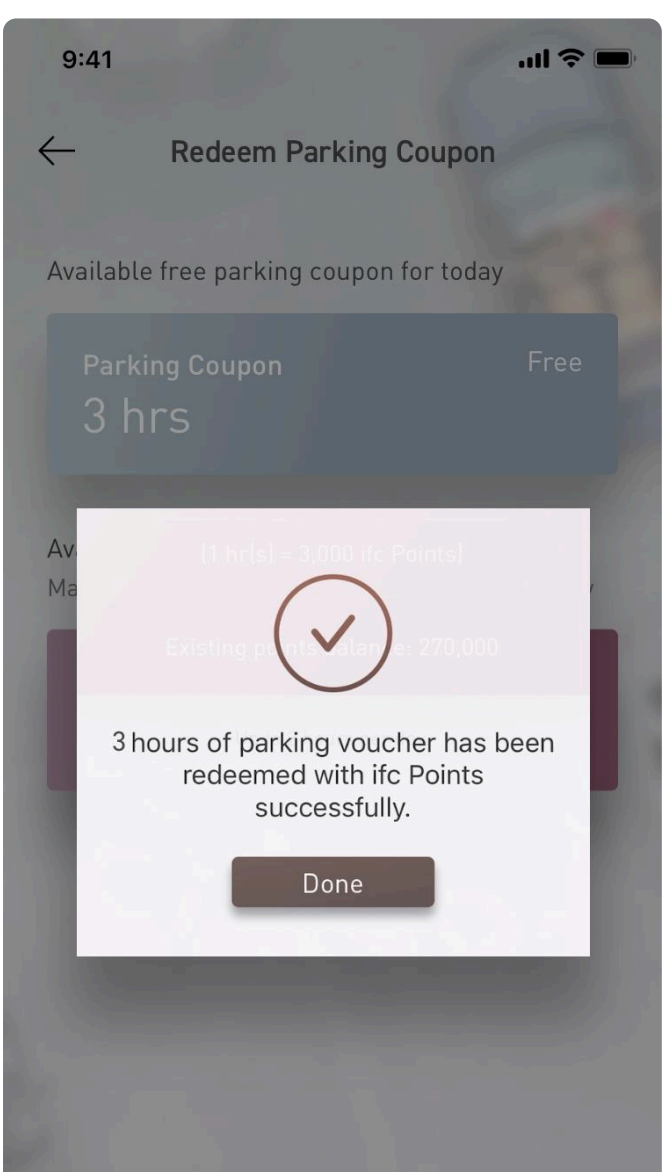 9:41
Redeem Parking Coupon
Available free parking coupon for today
Parking Coupon
Free
3 hrs
(1 hr(s) = 3,000 ifc Points)
Existing points balance: 270,000
3 hours of parking voucher has been
redeemed with ifc Points
successfully.
Done